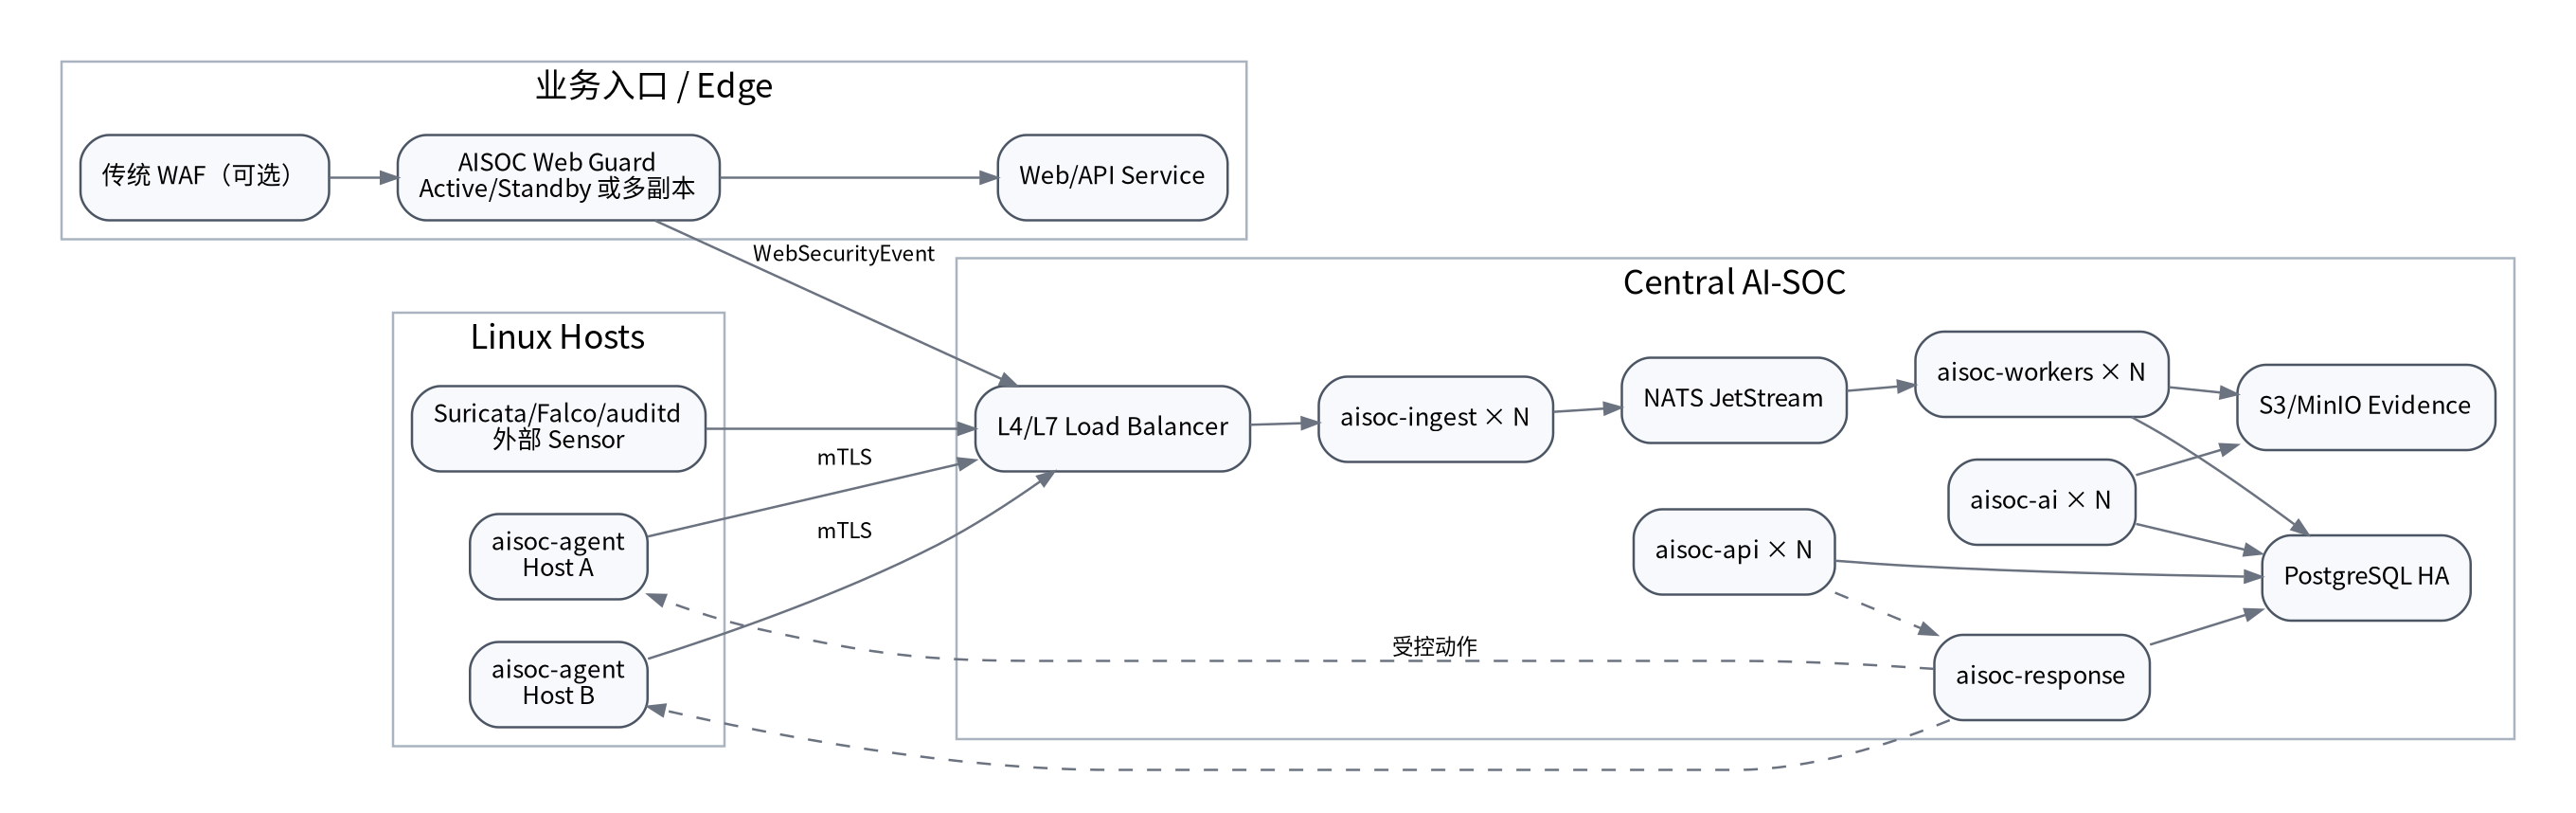 业务入口 / Edge
传统 WAF（可选）
AISOC Web Guard
Active/Standby 或多副本
Web/API Service
WebSecurityEvent
Linux Hosts
Suricata/Falco/auditd
外部 Sensor
aisoc-agent
Host A
aisoc-agent
Host B
mTLS
mTLS
Central AI-SOC
L4/L7 Load Balancer
aisoc-ingest × N
NATS JetStream
aisoc-workers × N
S3/MinIO Evidence
aisoc-ai × N
aisoc-api × N
PostgreSQL HA
受控动作
aisoc-response